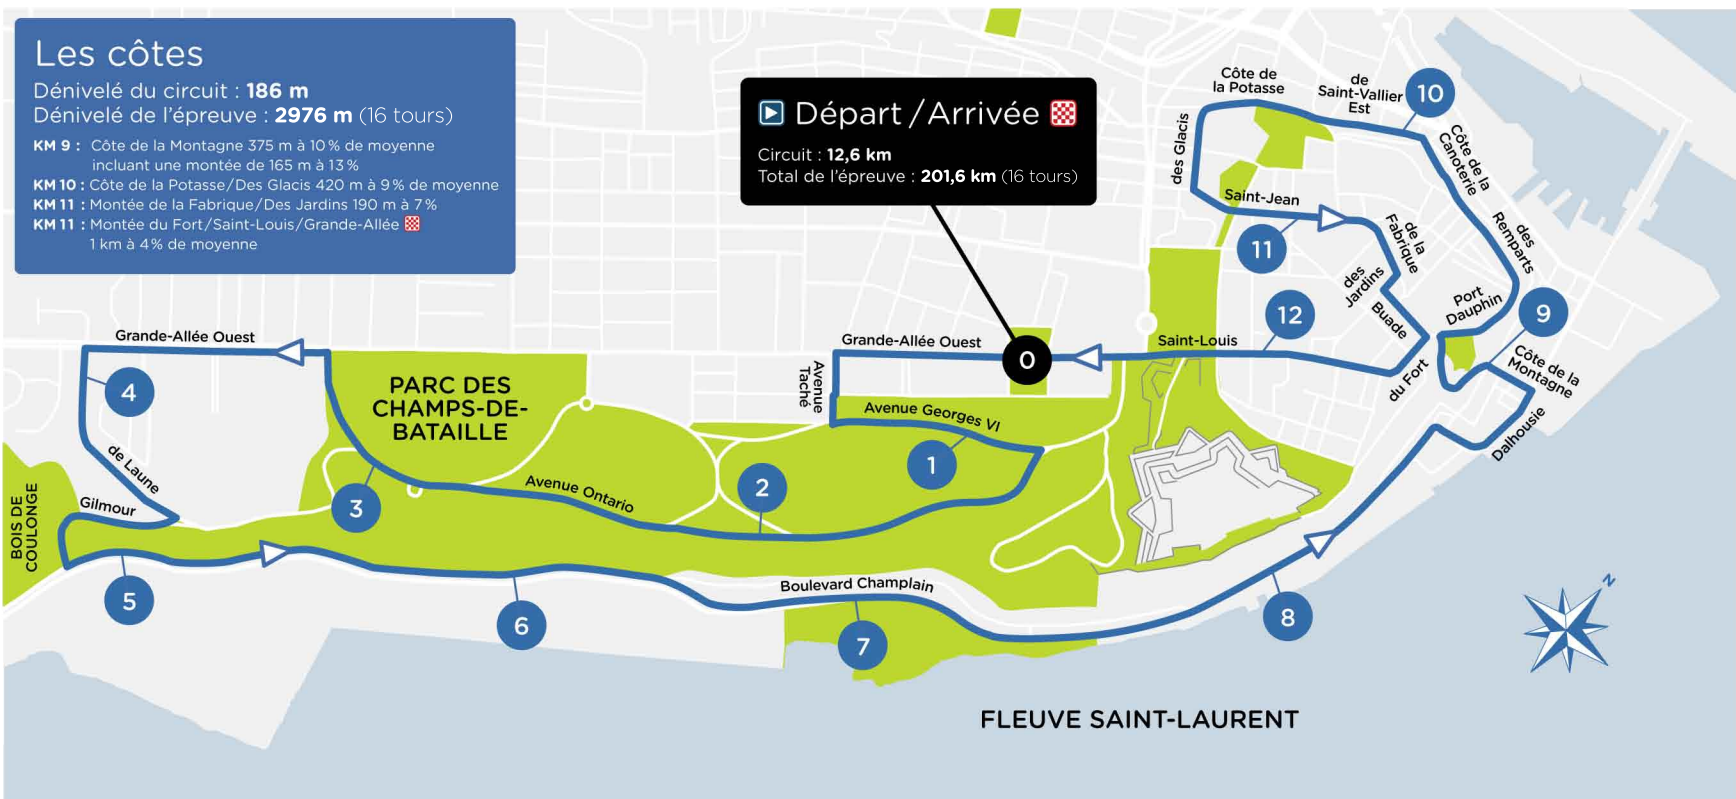 Les côtes
Dénivelé du circuit : 186 m
Dénivelé de l'épreuve : 2976 m (16 tours)
KM 9 : Côte de la Montagne 375 m à 10 % de moyenne
incluant une montée de 165 m à 13 %
KM 10 : Côte de la Potasse/Des Glacis 420 m à 9 % de moyenne
KM 11 : Montée de la Fabrique/Des Jardins 190 m à 7 %
KM 11 : Montée du Fort/Saint-Louis/Grande-Allée
1 km à 4 % de moyenne
Départ / Arrivée
Circuit : 12,6 km
Total de l'épreuve : 201,6 km (16 tours)
Côte de
la Potasse
de
Saint-Vallier
Est
10
des Glacis
Côte de la
Canoterie
Saint-Jean
11
de la
Fabrique
des
Remparts
des
Jardins
Port
Dauphin
Buade
9
12
Saint-Louis
du Fort
Côte de la
Montagne
Dalhousie
0
Grande-Allée Ouest
Avenue
Taché
Avenue Georges VI
1
2
Avenue Ontario
3
PARC DES
CHAMPS-DE-
BATAILLE
Grande-Allée Ouest
4
de Laune
Gilmour
BOIS DE
COULONGE
5
6
Boulevard Champlain
7
8
N
FLEUVE SAINT-LAURENT